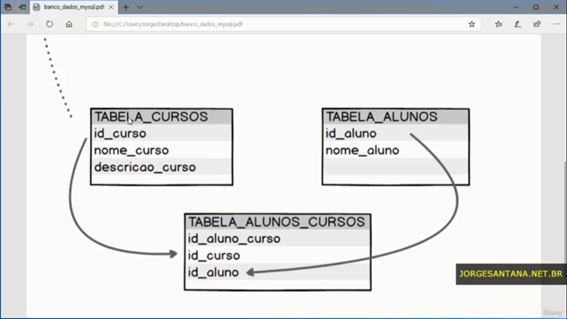 banco_dados_mysql.pdf
file:///C:/Users/Jorge/Desktop/banco_dados_mysql.pdf
TABELA_CURSOS
id_curso
nome_curso
descricao_curso
TABELA_ALUNOS
id_aluno
nome_aluno
TABELA_ALUNOS_CURSOS
id_aluno_curso
id_curso
id_aluno
JORGESANTANA.NET.BR